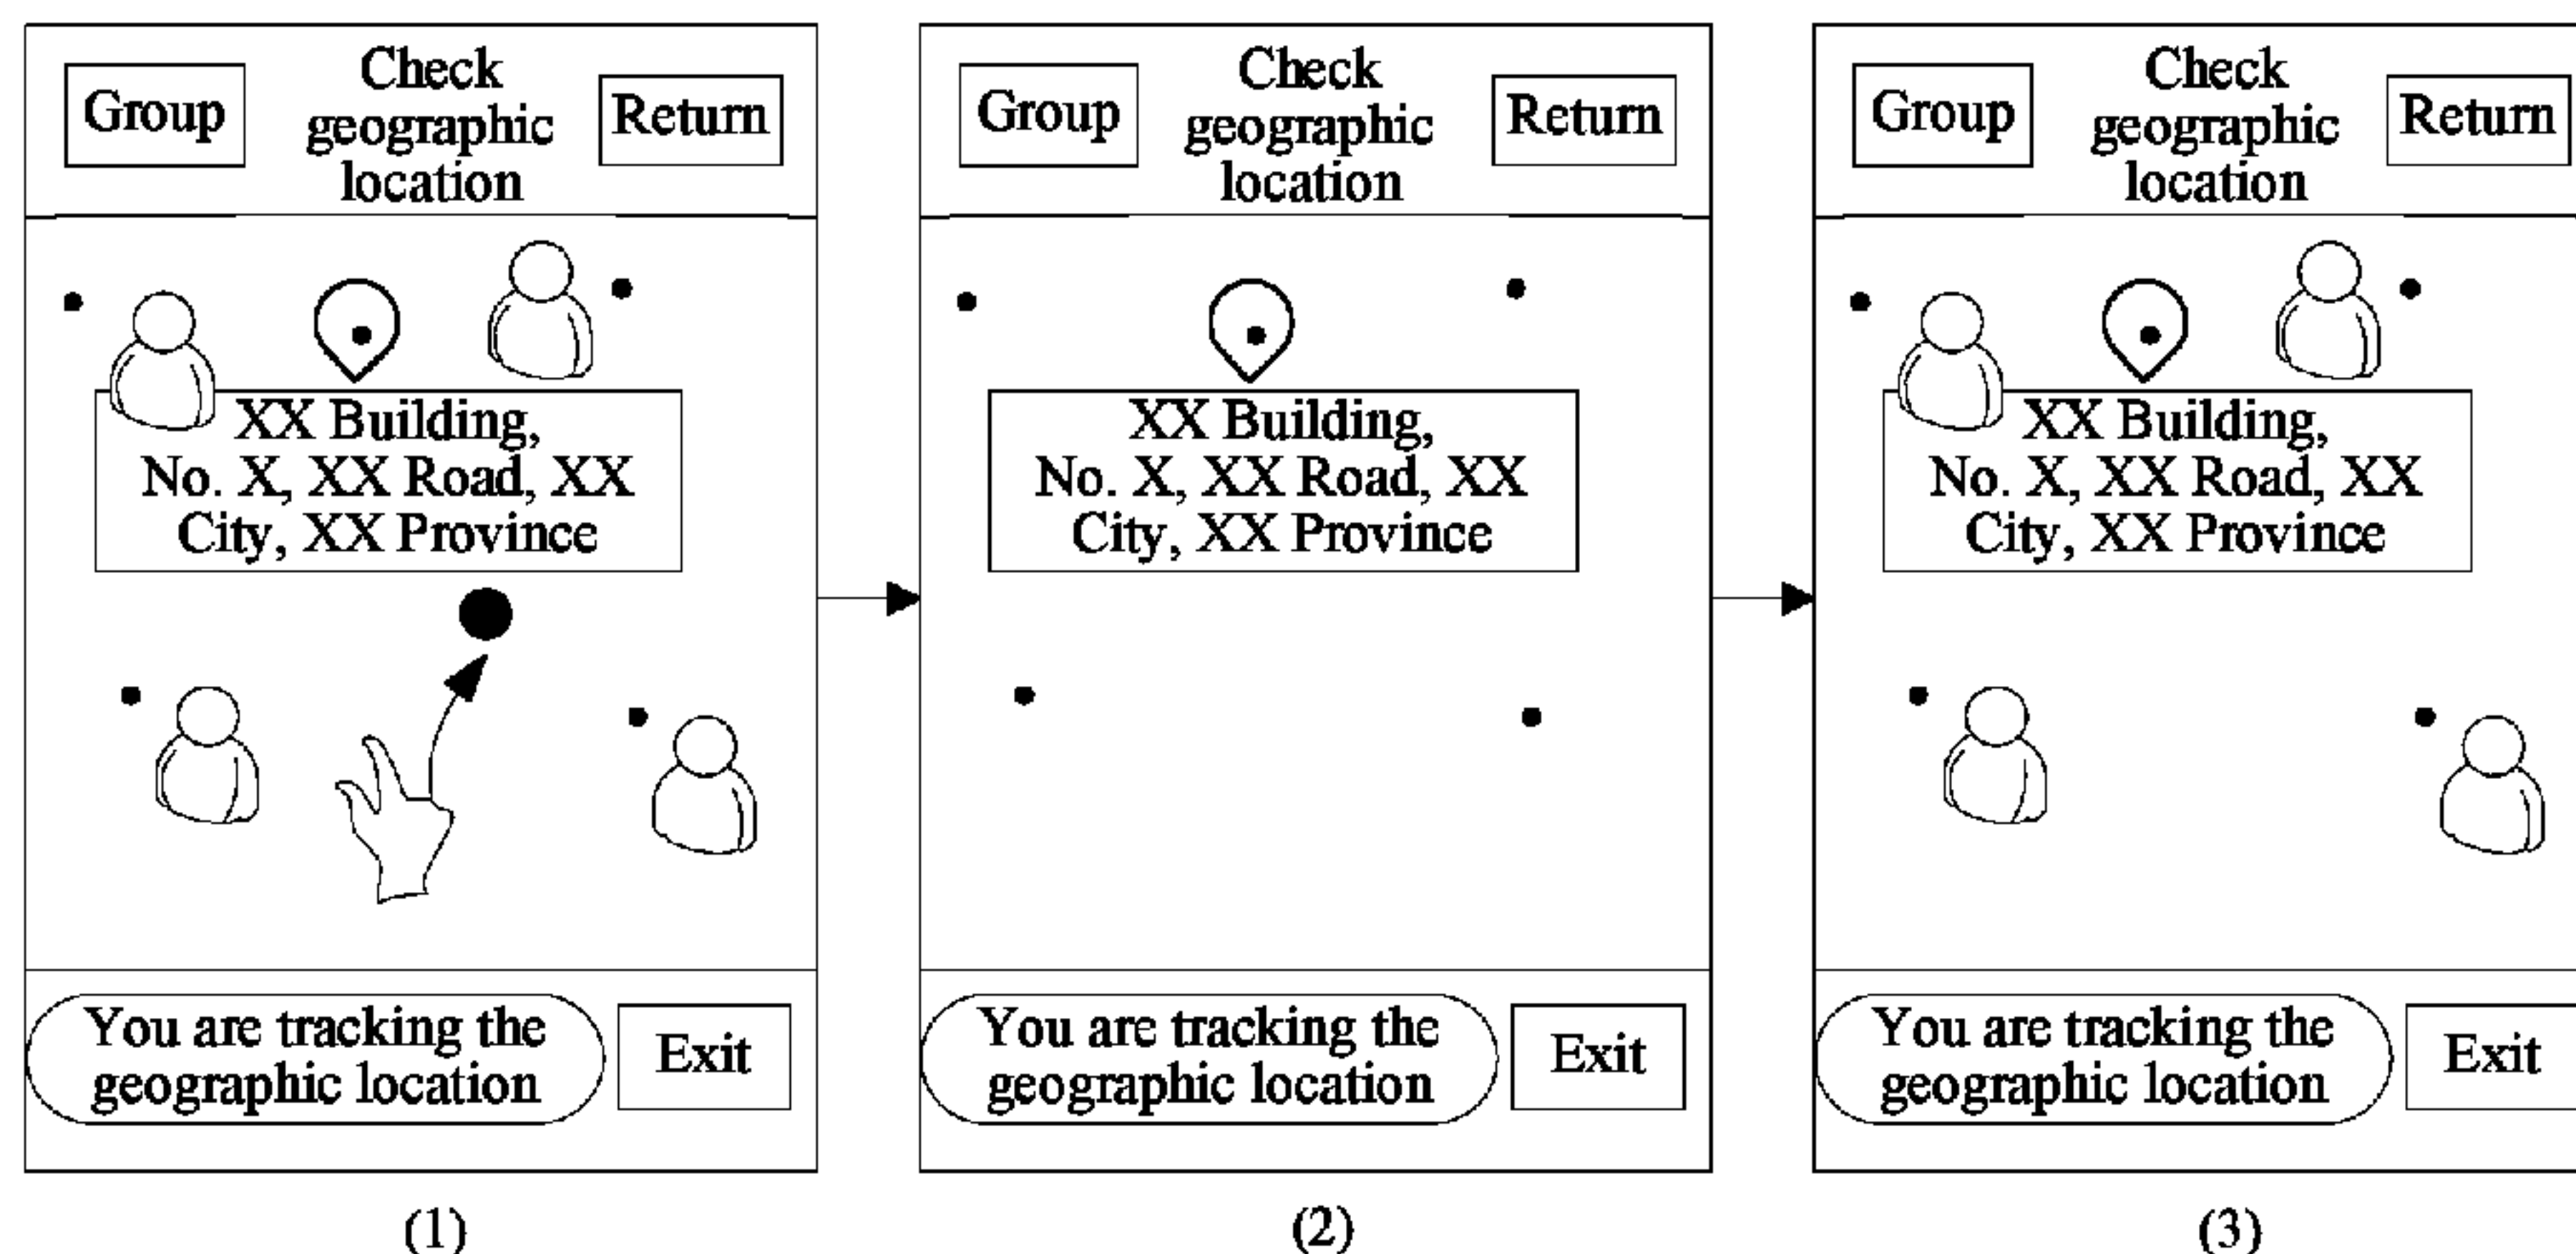 Group
Check
geographic
location
Return
XX Building,
No. X, XX Road, XX
City, XX Province
You are tracking the
geographic location
Exit
(1)
Group
Check
geographic
location
Return
XX Building,
No. X, XX Road, XX
City, XX Province
You are tracking the
geographic location
Exit
(2)
Group
Check
geographic
location
Return
XX Building,
No. X, XX Road, XX
City, XX Province
You are tracking the
geographic location
Exit
(3)